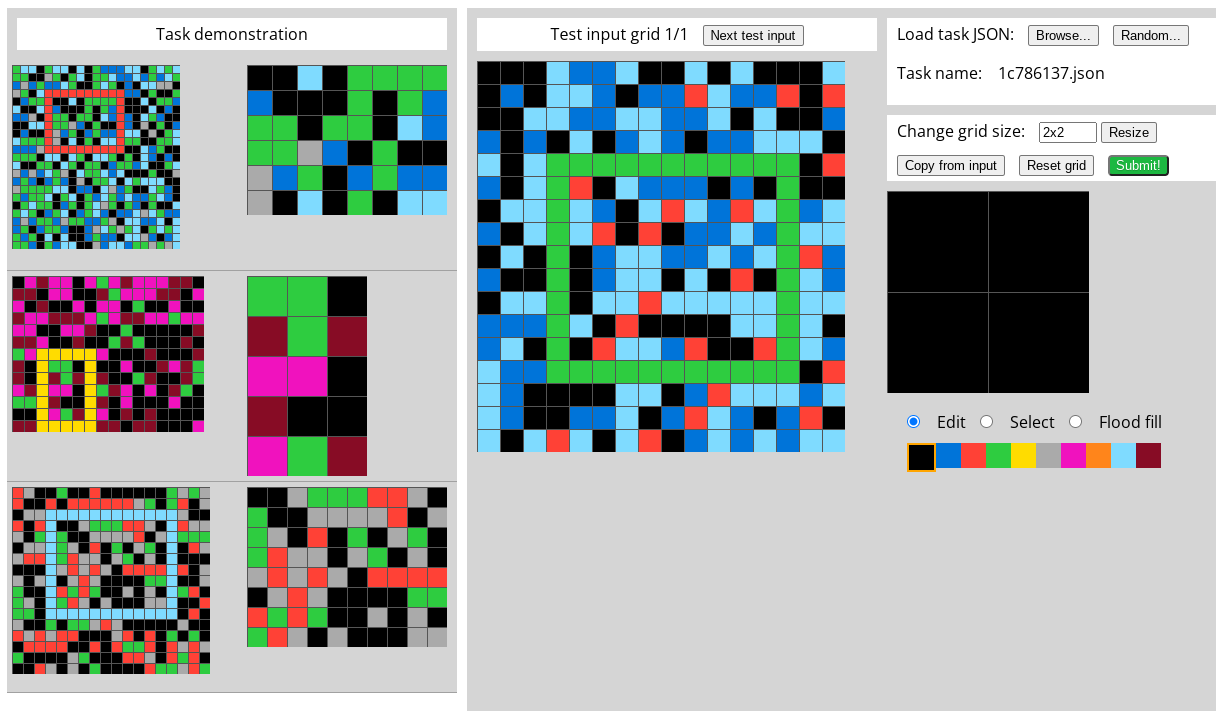 Task demonstration
Test input grid 1/1 Next test input
Load task JSON: Browse... Random...
Task name: 1c786137.json
Change grid size: 2x2 Resize
Copy from input Reset grid Submit!
Edit Select Flood fill